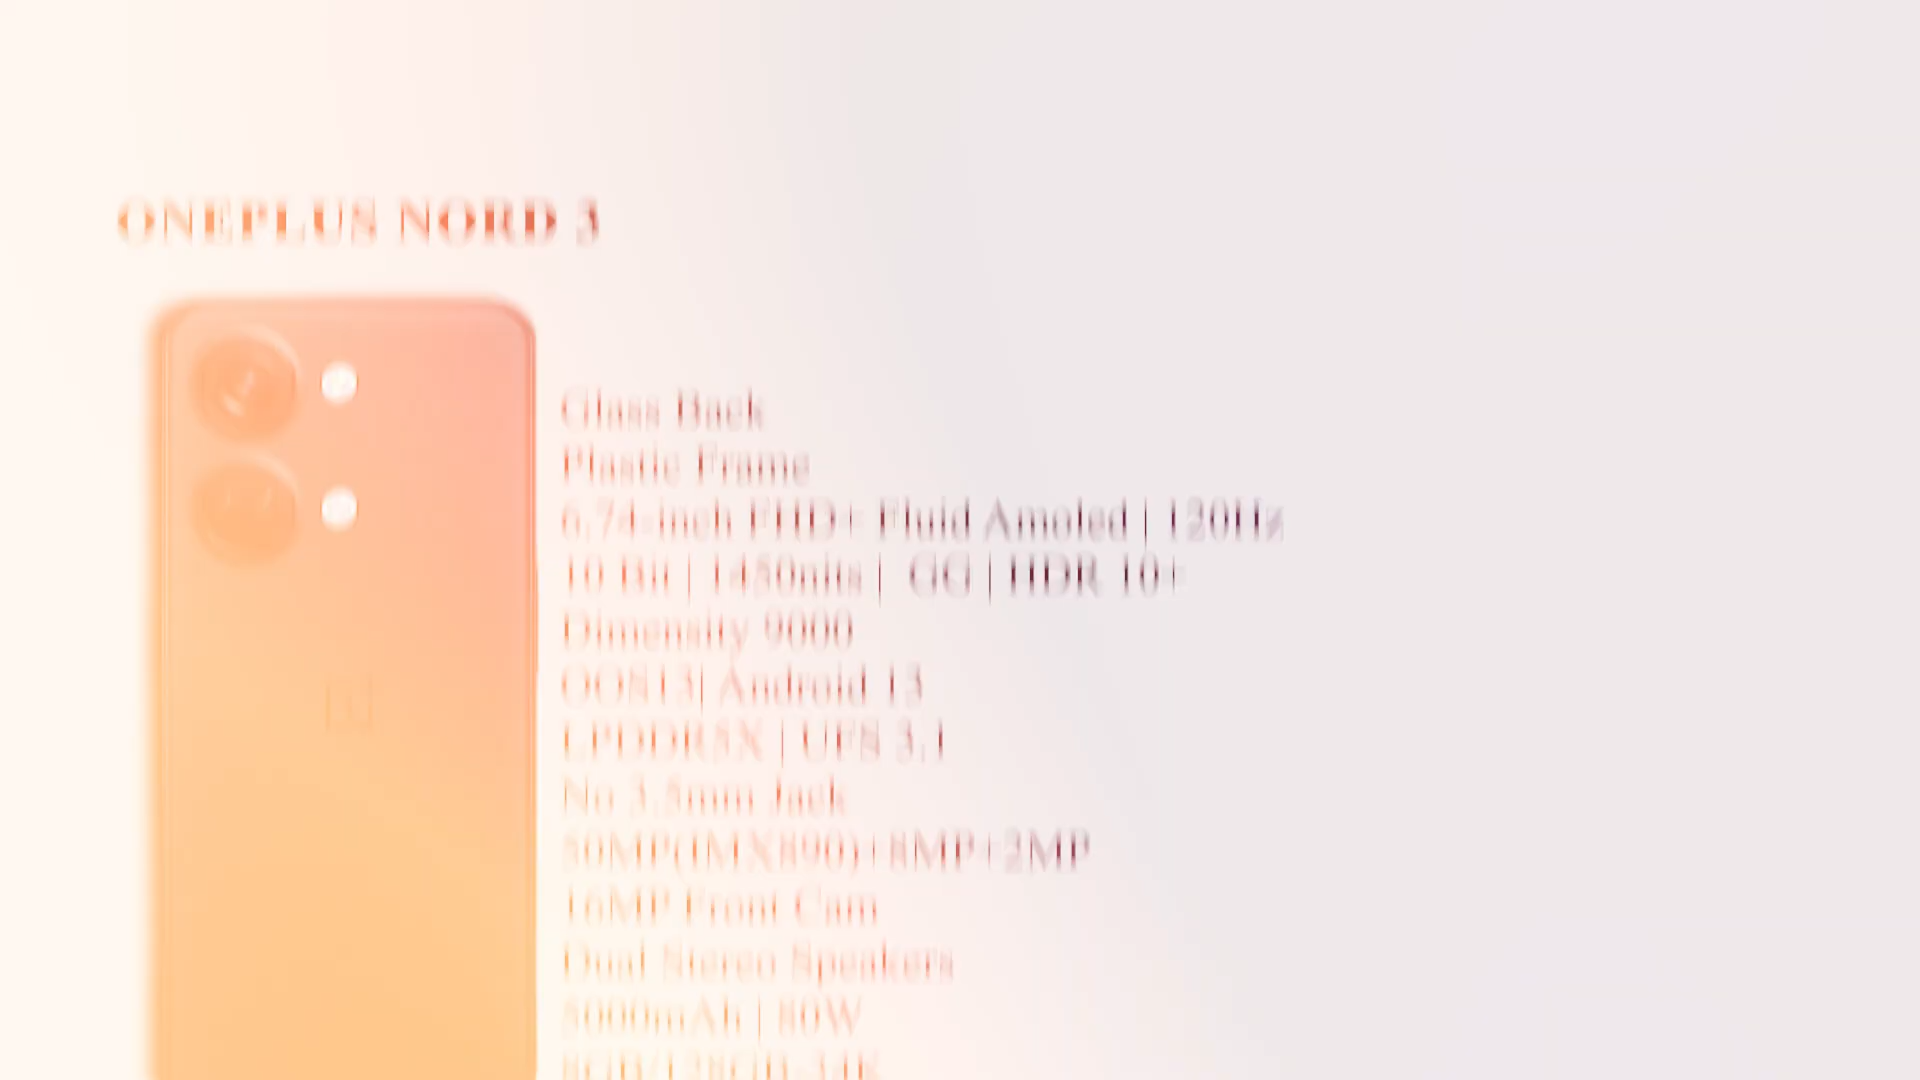 ONEPLUS NORD 3
Glass Back
Plastic Frame
6.74-inch FHD+ Fluid Amoled | 120Hz
10 Bit | 1450nits | GG | HDR 10+
Dimensity 9000
OOS13| Android 13
LPDDR5X | UFS 3.1
No 3.5mm Jack
50MP(IMX890)+8MP+2MP
16MP Front Cam
Dual Stereo Speakers
5000mAh | 80W